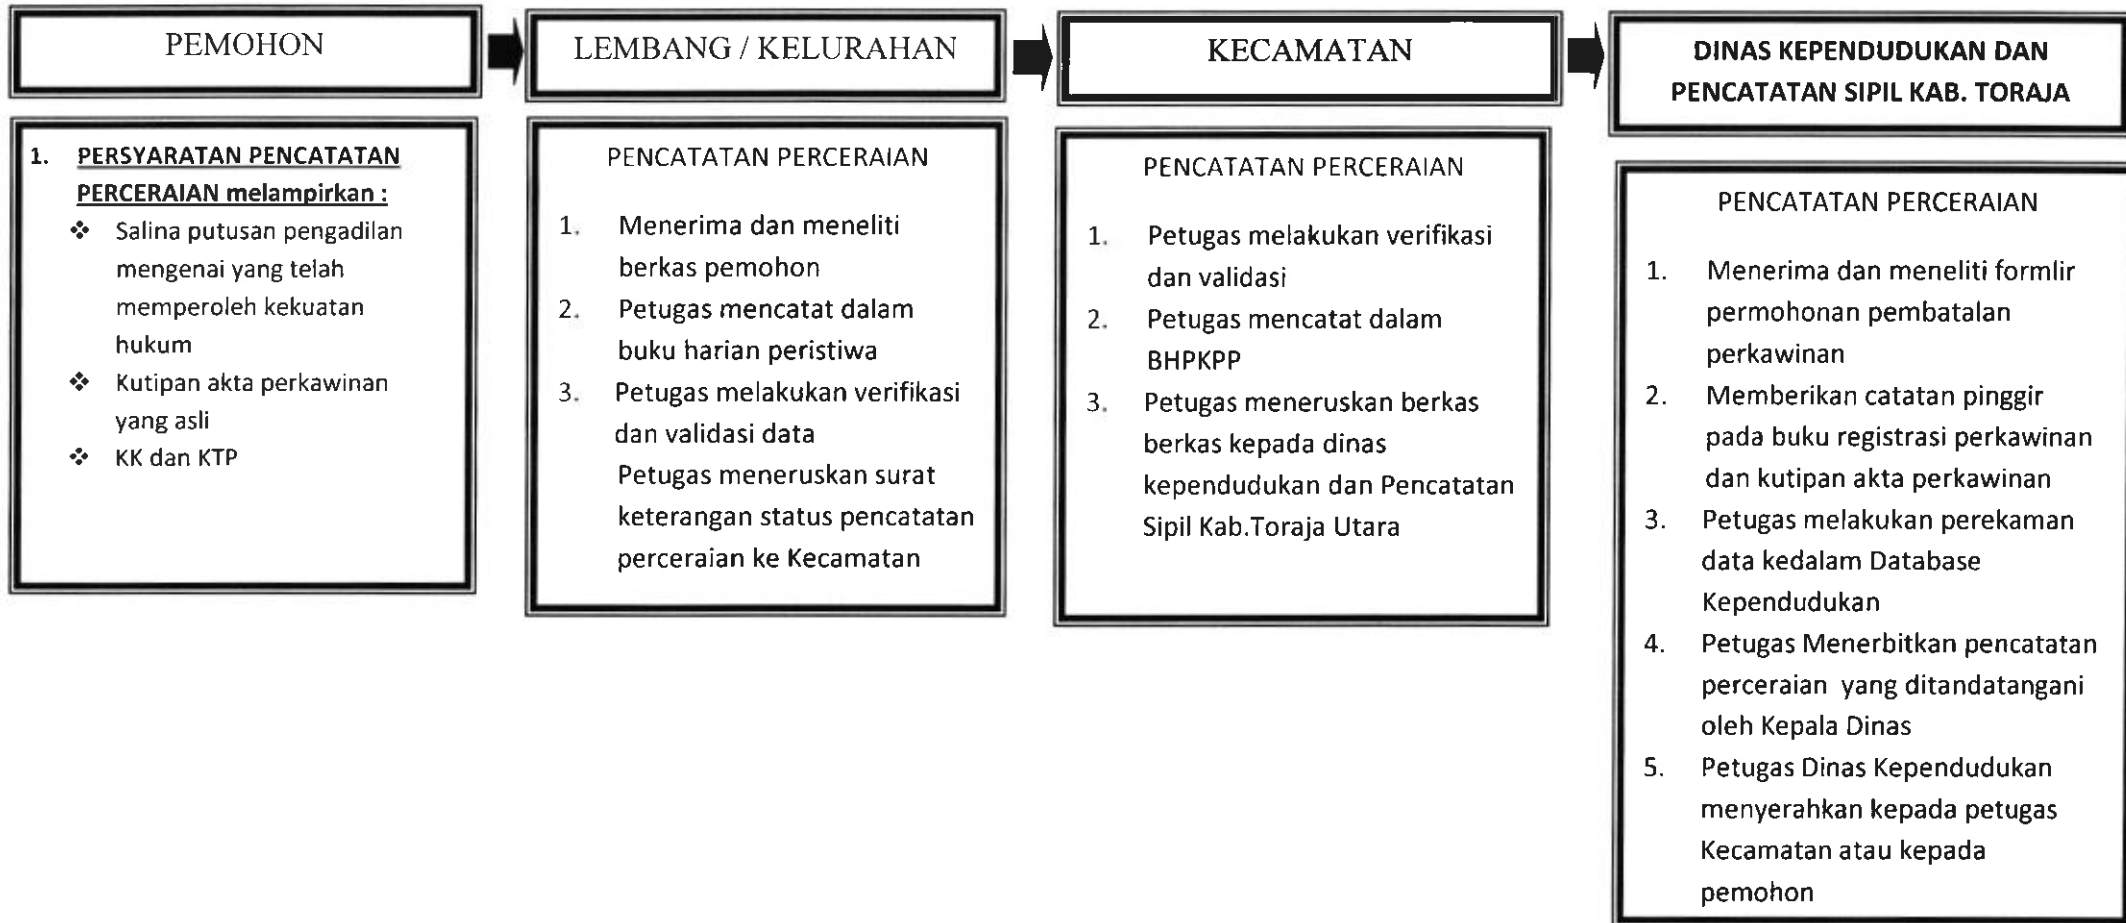 PEMOHON
1. PERSYARATAN PENCATATAN
PERCERAIAN melampirkan :
❖ Salina putusan pengadilan
mengenai yang telah
memperoleh kekuatan
hukum
❖ Kutipan akta perkawinan
yang asli
❖ KK dan KTP
LEMBANG / KELURAHAN
PENCATATAN PERCERAIAN
1. Menerima dan meneliti
berkas pemohon
2. Petugas mencatat dalam
buku harian peristiwa
3. Petugas melakukan verifikasi
dan validasi data
Petugas meneruskan surat
keterangan status pencatatan
perceraian ke Kecamatan
KECAMATAN
PENCATATAN PERCERAIAN
1. Petugas melakukan verifikasi
dan validasi
2. Petugas mencatat dalam
BHPKPP
3. Petugas meneruskan berkas
berkas kepada dinas
kependudukan dan Pencatatan
Sipil Kab.Toraja Utara
DINAS KEPENDUDUKAN DAN
PENCATATAN SIPIL KAB. TORAJA
PENCATATAN PERCERAIAN
1. Menerima dan meneliti formlir
permohonan pembatalan
perkawinan
2. Memberikan catatan pinggir
pada buku registrasi perkawinan
dan kutipan akta perkawinan
3. Petugas melakukan perekaman
data kedalam Database
Kependudukan
4. Petugas Menerbitkan pencatatan
perceraian yang ditandatangani
oleh Kepala Dinas
5. Petugas Dinas Kependudukan
menyerahkan kepada petugas
Kecamatan atau kepada
pemohon